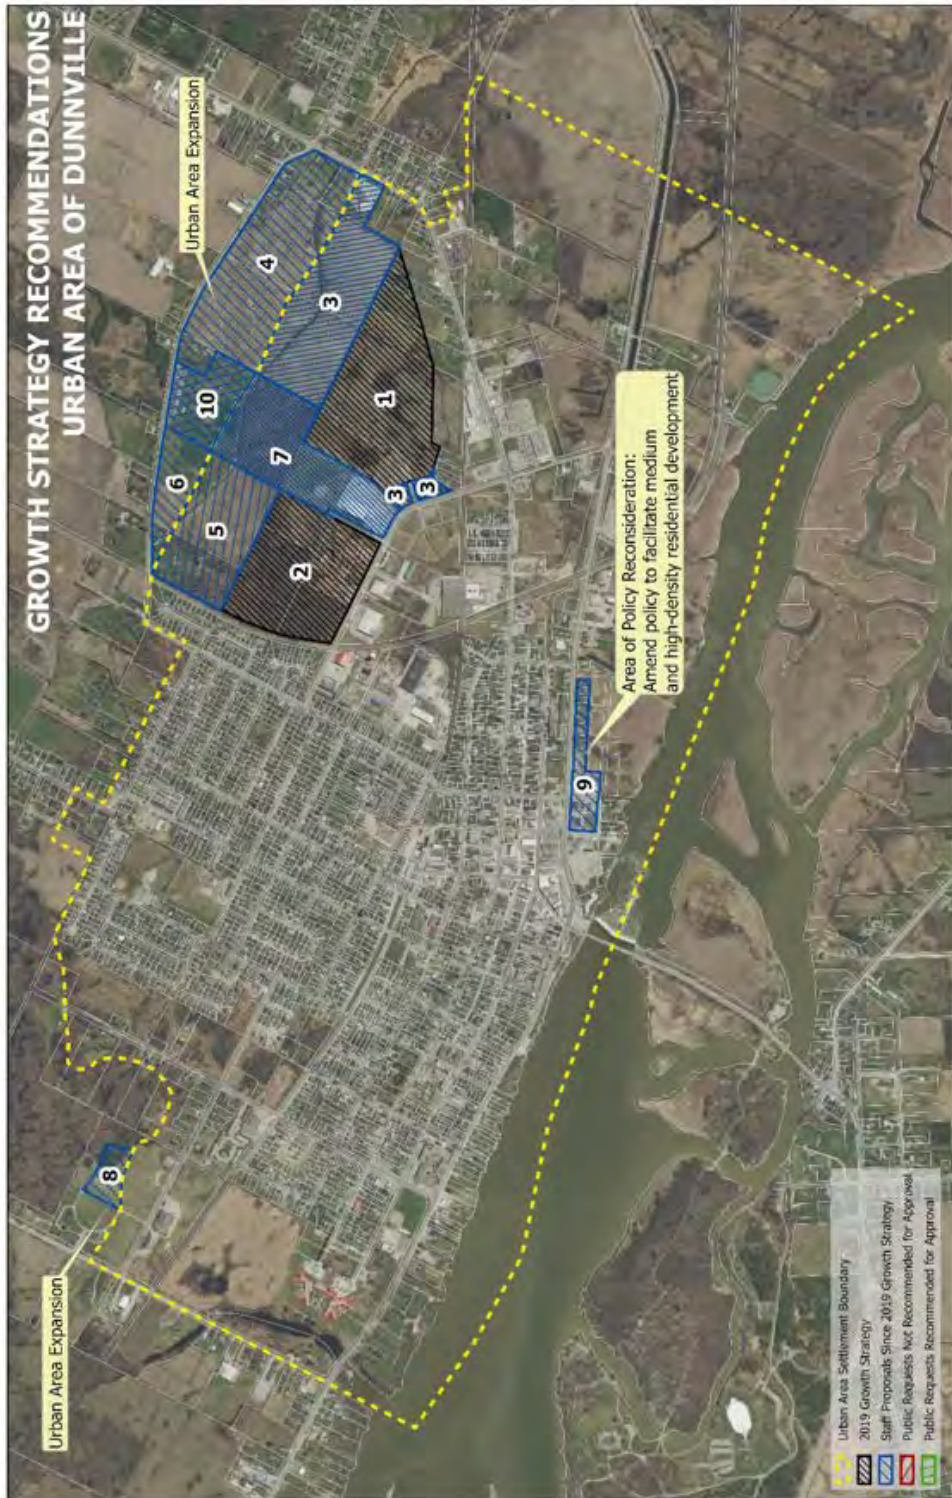 GROWTH STRATEGY RECOMMENDATIONS
URBAN AREA OF DUNNVILLE
Urban Area Expansion
4
10
3
6
7
1
5
3
3
2
Area of Policy Reconsideration:
Amend policy to facilitate medium
and high-density residential development
9
8
Urban Area Expansion
Urban Area Settlement Boundary
2019 Growth Strategy
Staff Proposals Since 2019 Growth Strategy
Public Requests Not Recommended for Approval
Public Requests Recommended for Approval